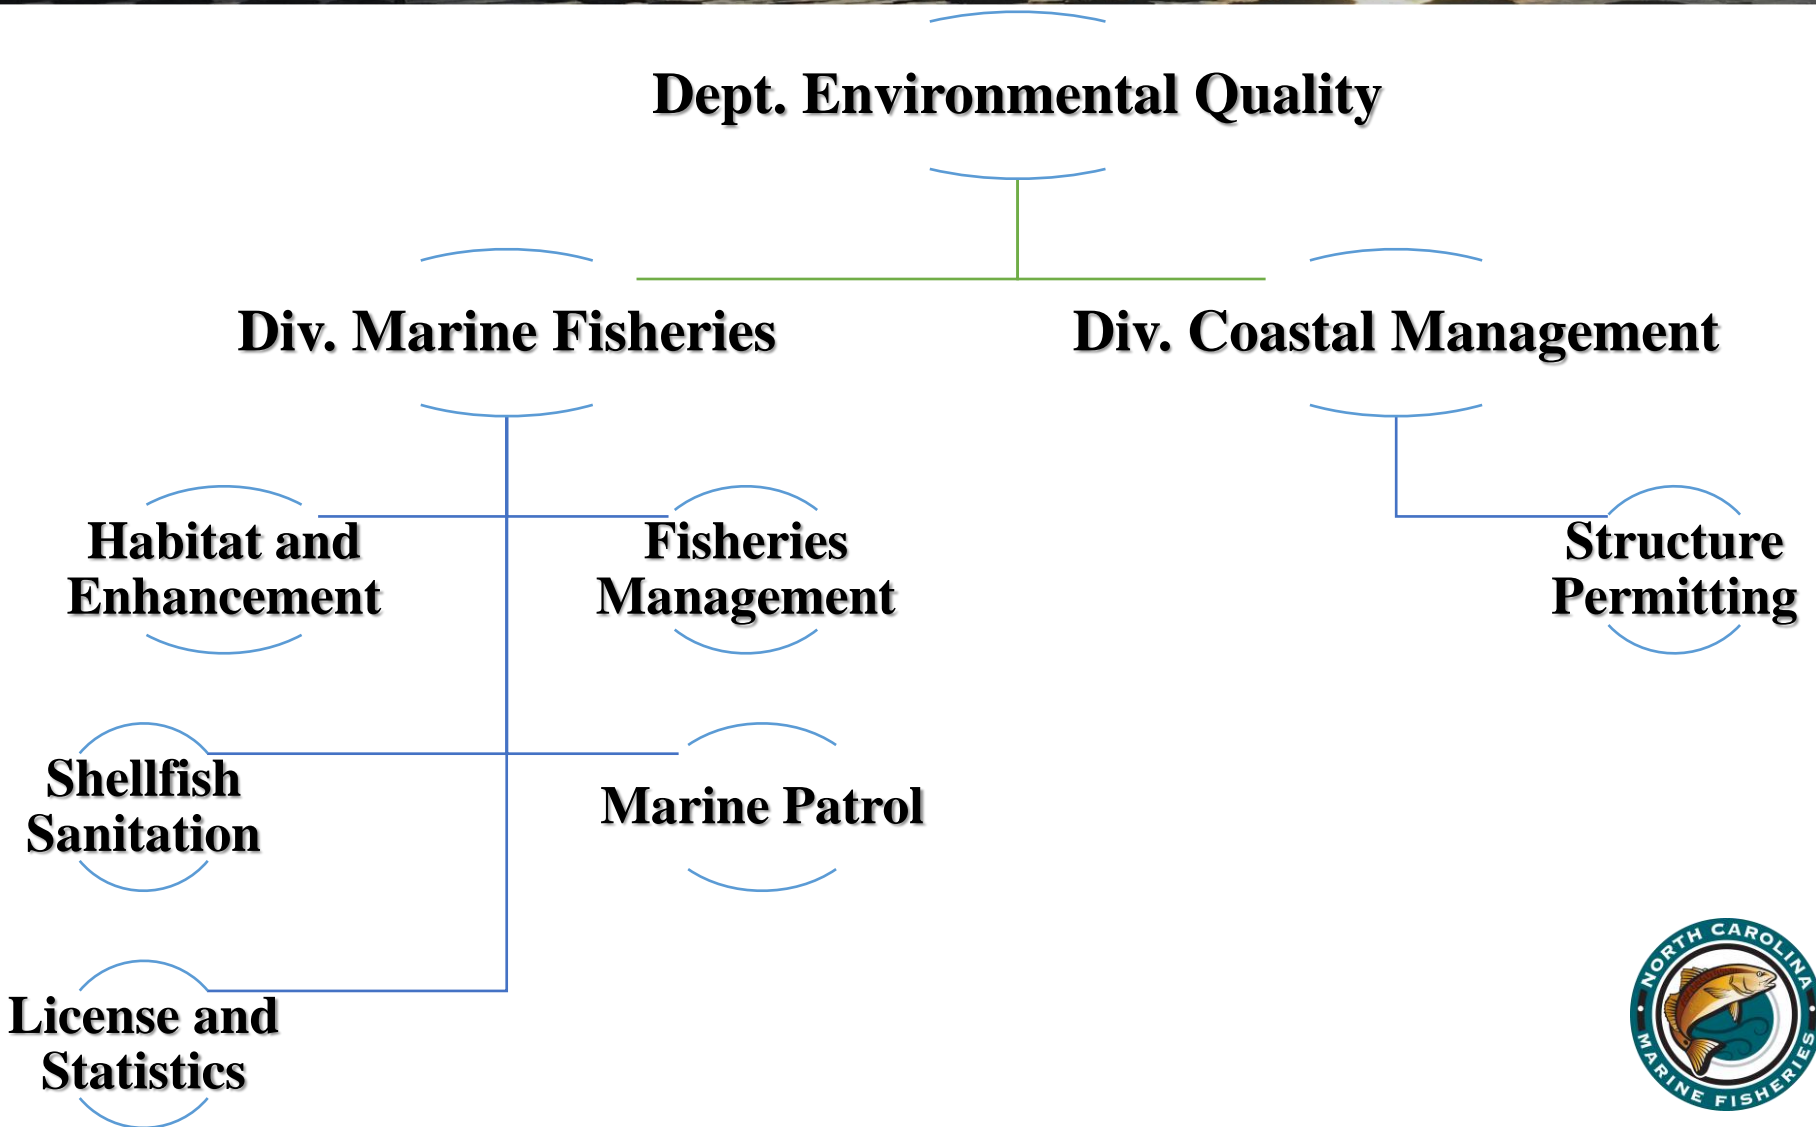 Dept. Environmental Quality
Div. Marine Fisheries
Div. Coastal Management
Habitat and
Enhancement
Fisheries
Management
Structure
Permitting
Shellfish
Sanitation
Marine Patrol
License and
Statistics
NORTH CAROLINA
MARINE FISHERIES